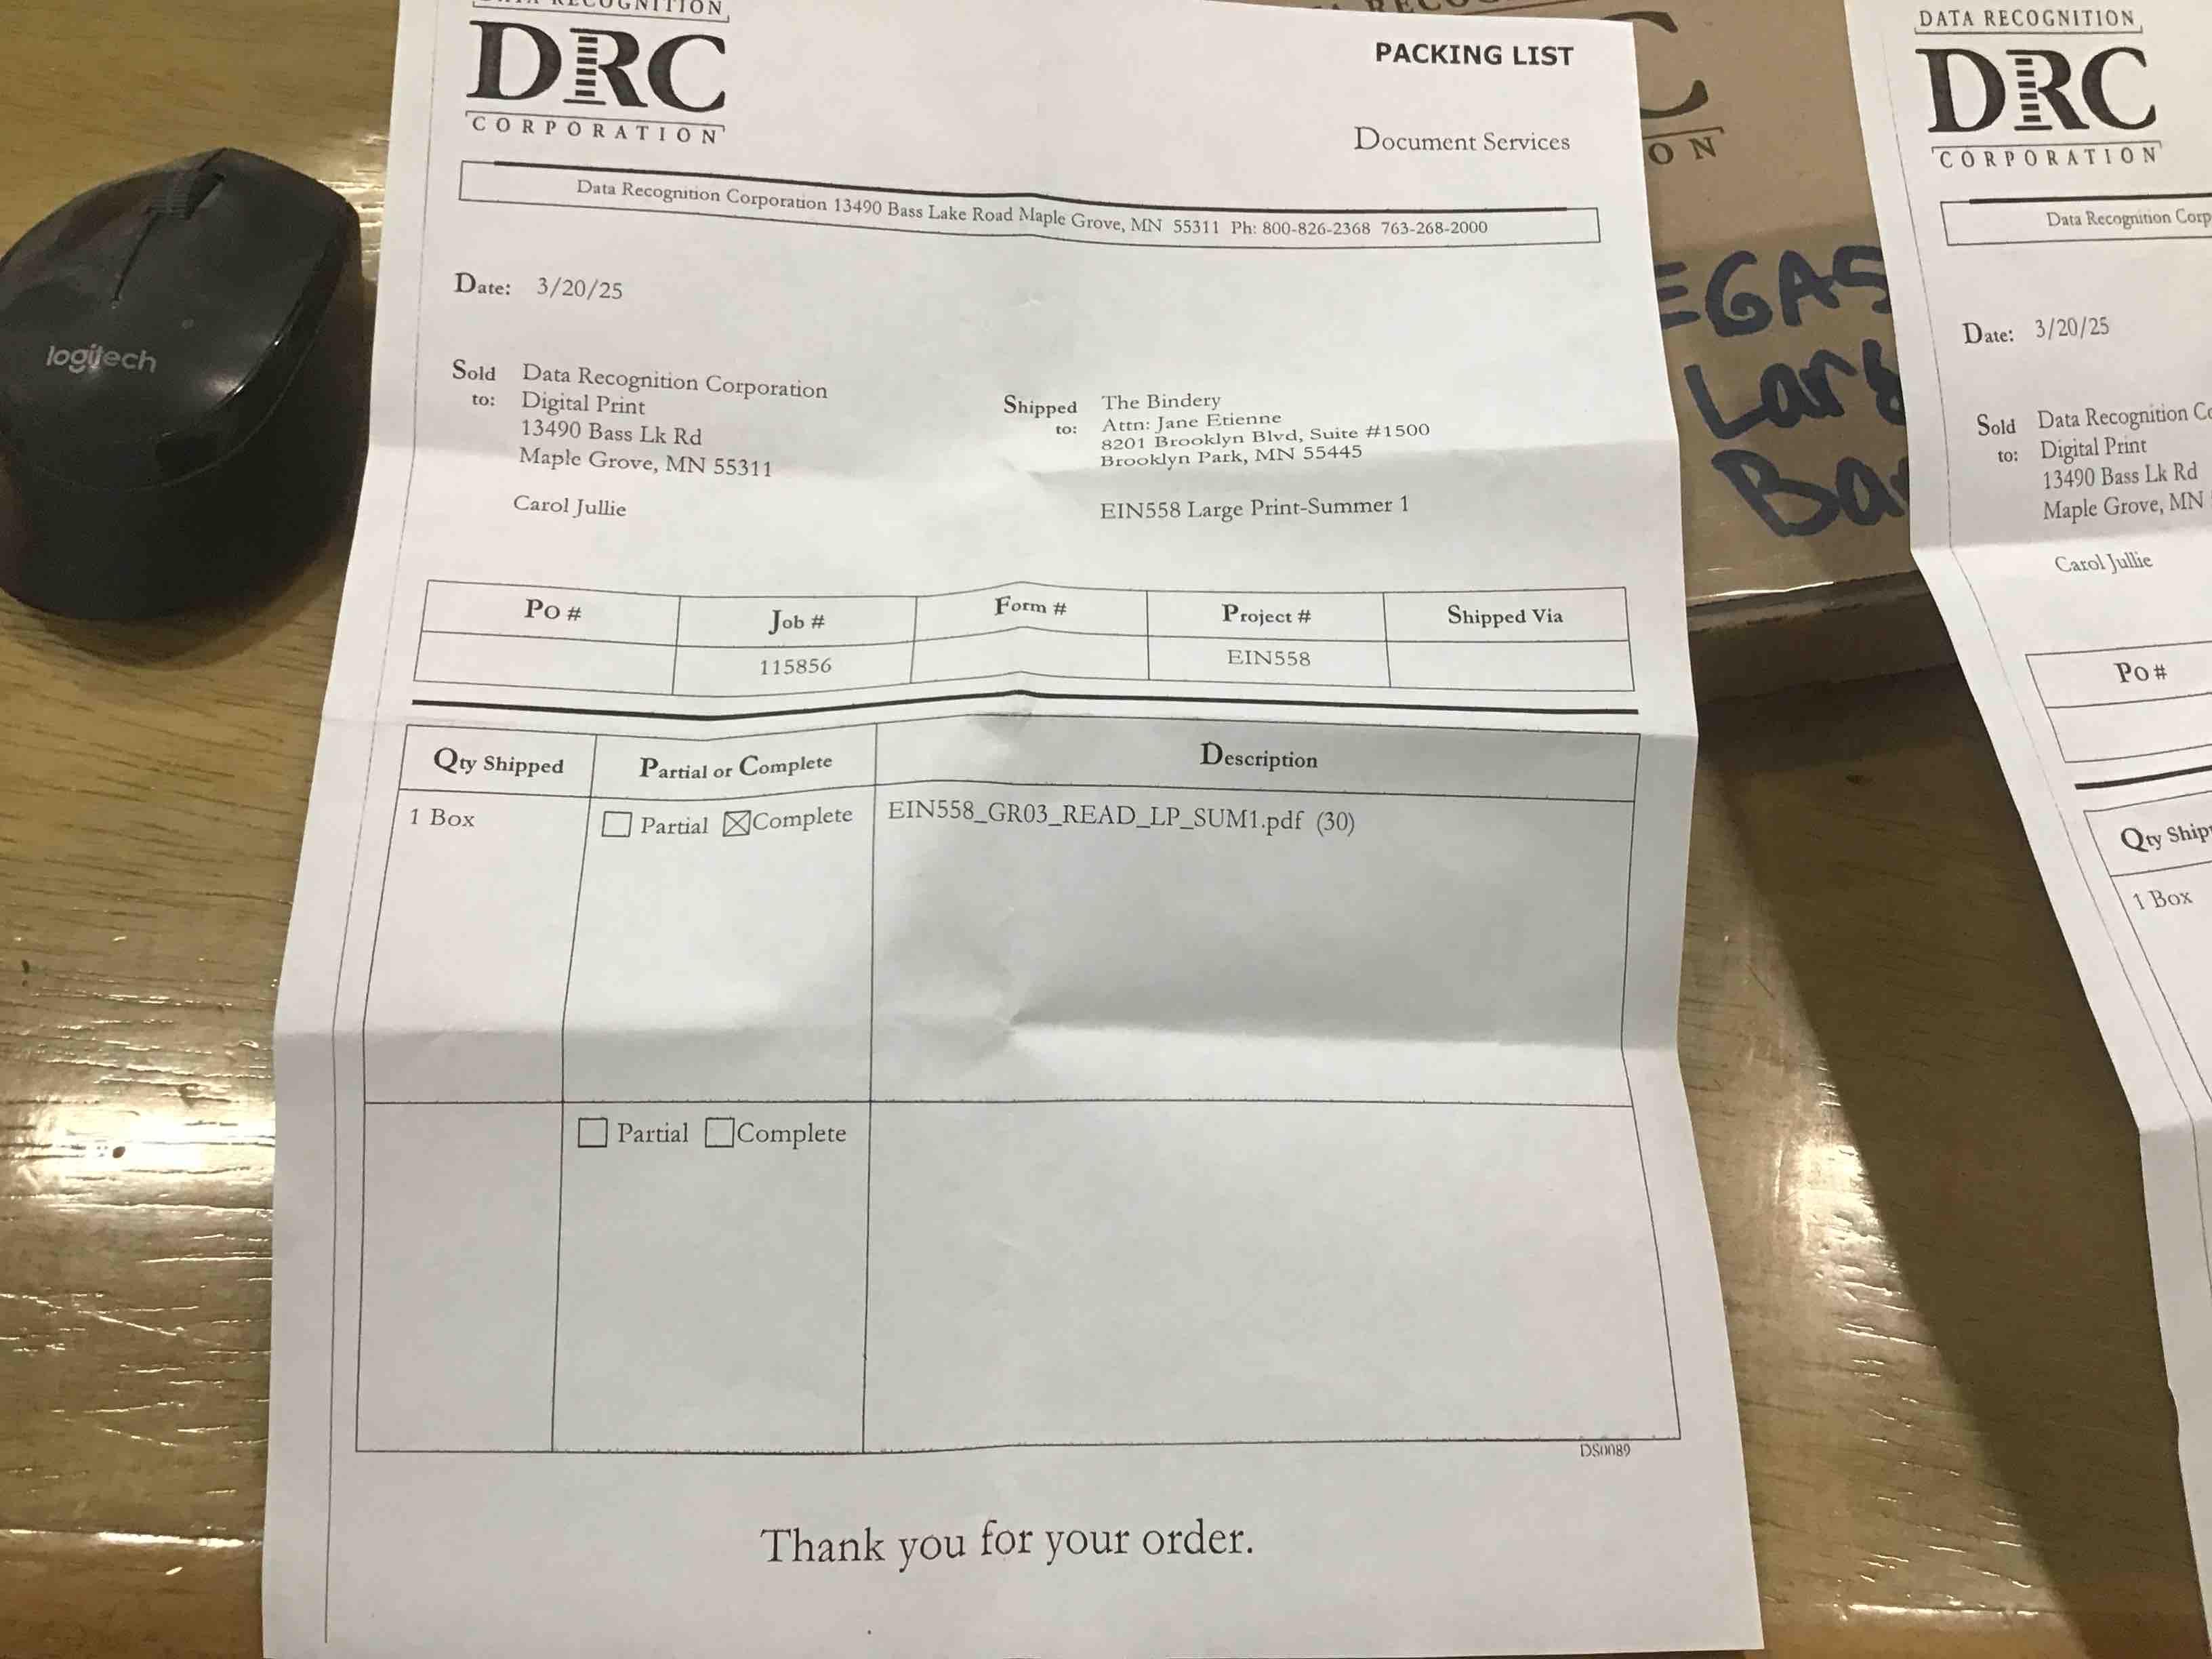 DATA RECOGNITION
DRC
CORPORATION
PACKING LIST
Document Services
Data Recognition Corporation 13490 Bass Lake Road Maple Grove, MN 55311 Ph: 800-826-2368 763-268-2000
Date: 3/20/25
Sold to: Data Recognition Corporation
Digital Print
13490 Bass Lk Rd
Maple Grove, MN 55311
Carol Jullie
Shipped to: The Bindery
Attn: Jane Etienne
8201 Brooklyn Blvd, Suite #1500
Brooklyn Park, MN 55445
EIN558 Large Print-Summer 1
Po # Job # Form # Project # Shipped Via
115856 EIN558
Qty Shipped Partial or Complete Description
1 Box Partial Complete EIN558_GR03_READ_LP_SUM1.pdf (30)
Partial Complete
DS0089
Thank you for your order.
logitech
DATA RECOGNITION
DRC
CORPORATION
Data Recognition Corp
Date: 3/20/25
Sold to: Data Recognition Co
Digital Print
13490 Bass Lk Rd
Maple Grove, MN
Carol Jullie
Po #
Qty Ship
1 Box